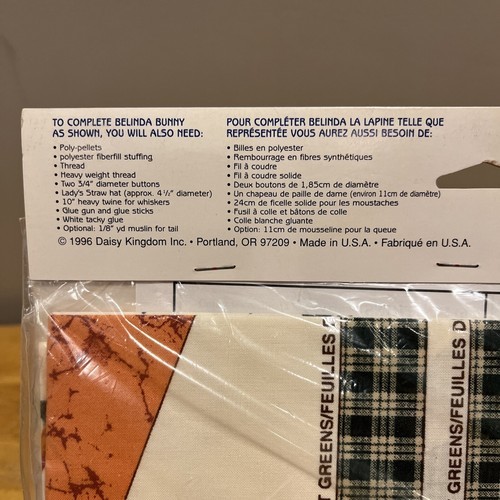 TO COMPLETE BELINDA BUNNY
AS SHOWN, YOU WILL ALSO NEED:
• Poly-pellets
• polyester fiberfill stuffing
• Thread
• Heavy weight thread
• Two 3/4" diameter buttons
• Lady's Straw hat (approx. 4 1/2" diameter)
• 10" heavy twine for whiskers
• Glue gun and glue sticks
• White tacky glue
• Optional: 1/8" yd muslin for tail
POUR COMPLÉTER BELINDA LA LAPINE TELLE QUE
REPRÉSENTÉE VOUS AUREZ AUSSI BESOIN DE:
• Billes en polyester
• Rembourrage en fibres synthétiques
• Fil à coudre
• Fil à coudre solide
• Deux boutons de 1,85cm de diamètre
• Un chapeau de paille de dame (environ 11cm de diamètre)
• 24cm de ficelle solide pour les moustaches
• Fusil à colle et bâtons de colle
• Colle blanche gluante
• Option: 11cm de mousseline pour la queue
© 1996 Daisy Kingdom Inc. • Portland, OR 97209 • Made in U.S.A. • Fabriqué en U.S.A.
T GREENS/FEUILLES
GREENS/FEUILLES D